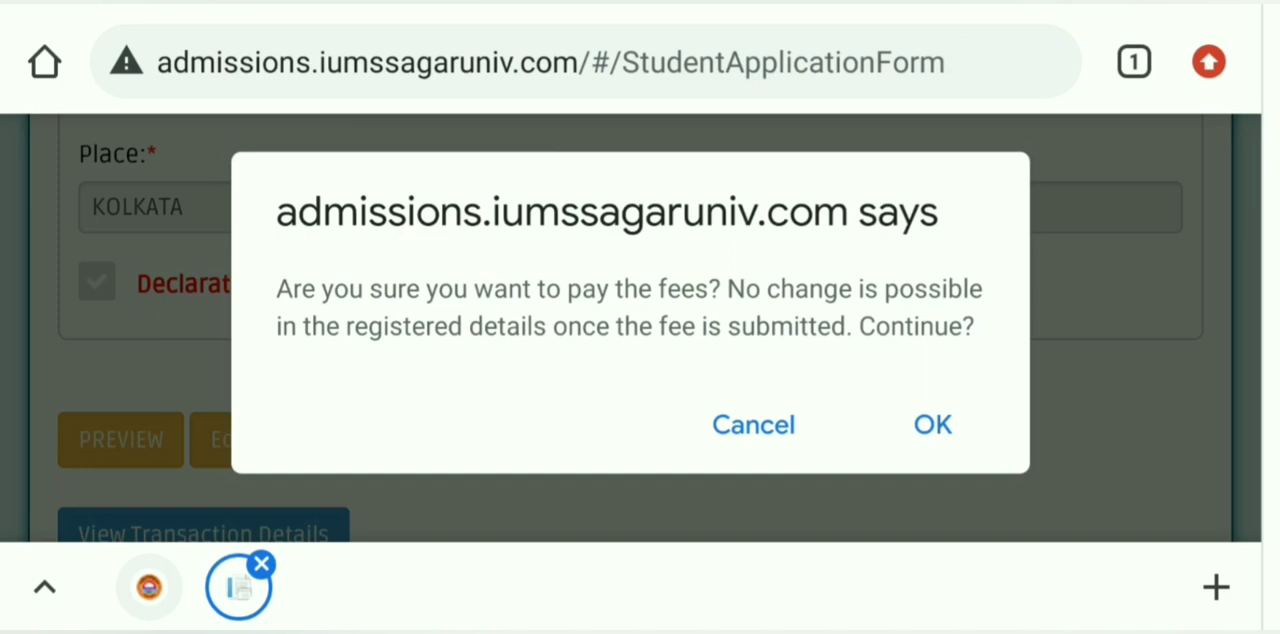 admissions.iumssagaruniv.com/#/StudentApplicationForm
1
Place:*
KOLKATA
admissions.iumssagaruniv.com says
Are you sure you want to pay the fees? No change is possible
in the registered details once the fee is submitted. Continue?
Cancel OK
PREVIEW
View Transaction Details